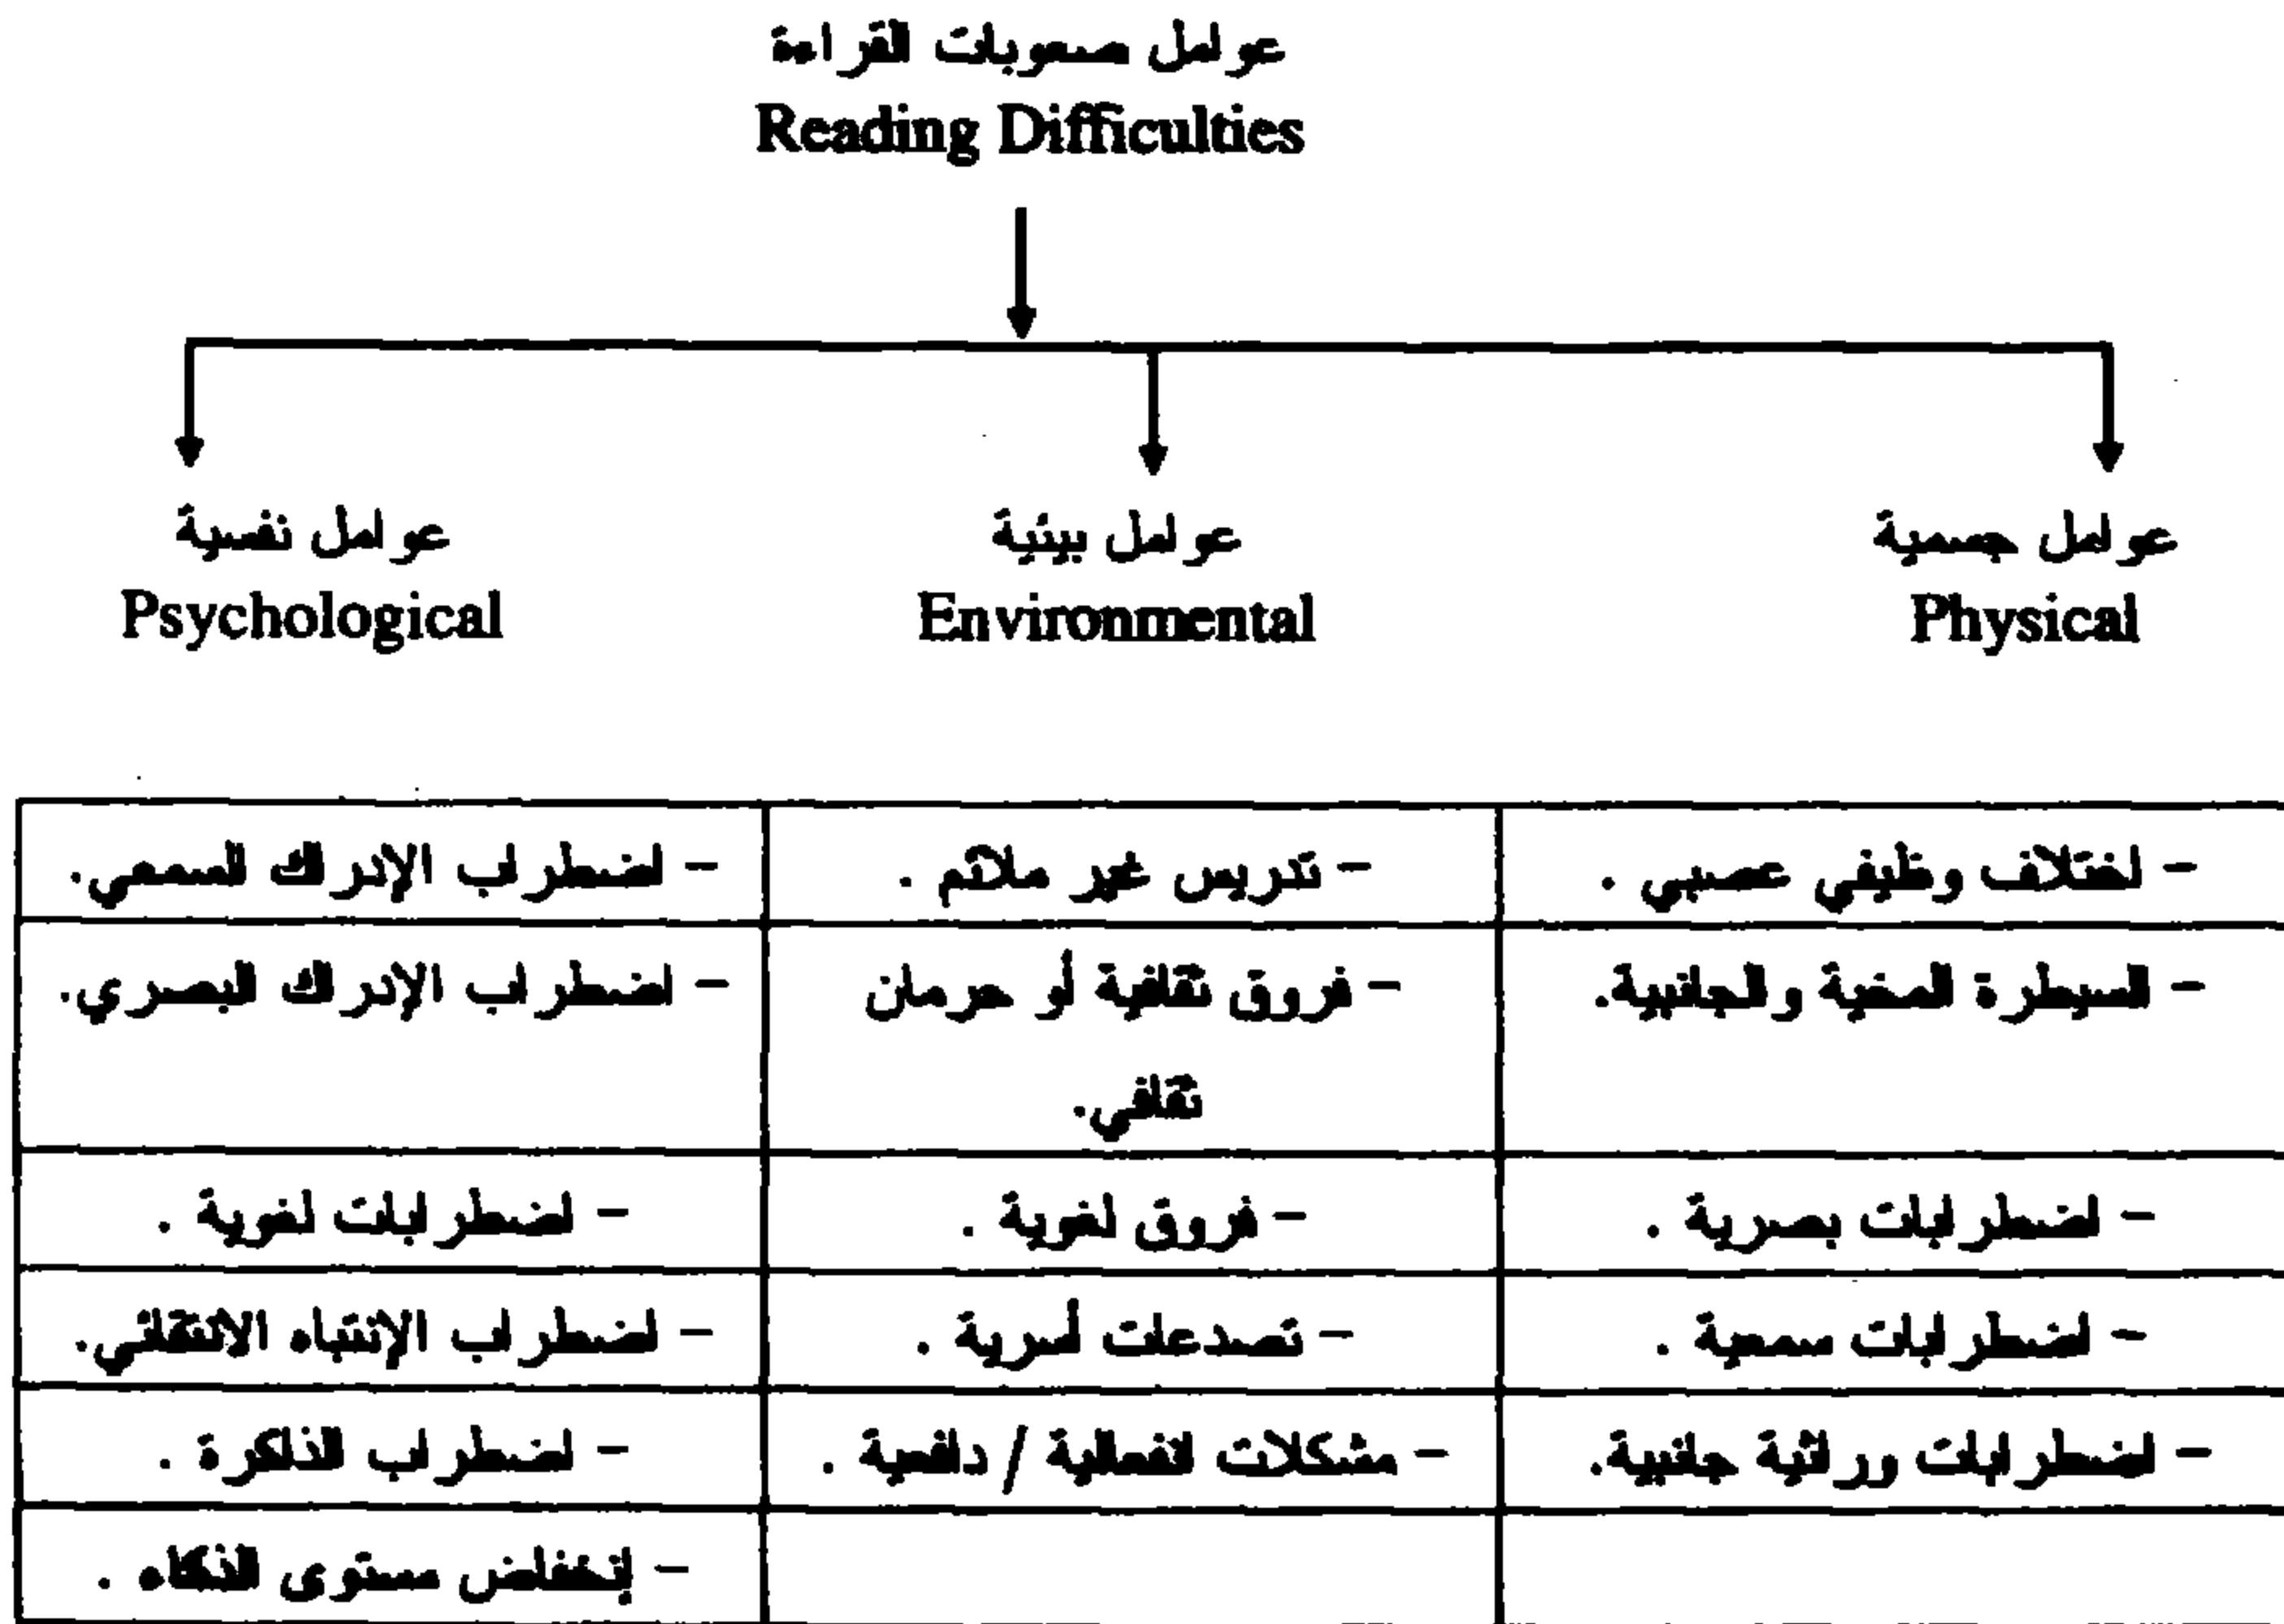 عوامل صعوبات القراءة
Reading Difficulties
عوامل جسمية
Physical
عوامل بيئية
Environmental
عوامل نفسية
Psychological
- اختلاف وظيفي عصبي .
- تدريس غير ملائم .
- اضطراب الإدراك السمعي.
- السيطرة المخية والجانبية.
- فروق ثقافية أو حرمان
ثقافي.
- اضطراب الإدراك البصري.
- اضطرابات بصرية .
- فروق لغوية .
- اضطرابات لغوية .
- اضطرابات سمعية .
- تصدعات أسرية .
- اضطراب الإنتباه الانتقائي.
- اضطرابات وراثية جانبية.
- مشكلات انفعالية / دافعية .
- اضطراب الذاكرة .
- إنخفاض مستوى الذكاء .